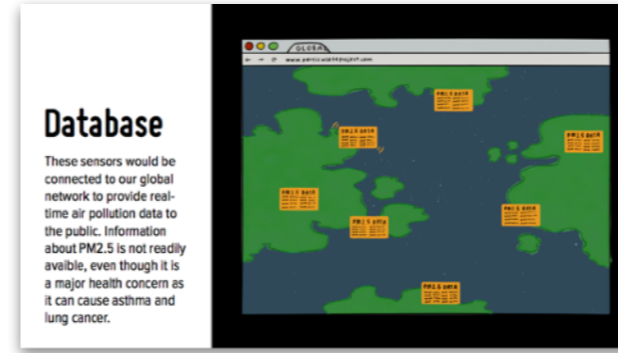 Database
These sensors would be
connected to our global
network to provide real-
time air pollution data to
the public. Information
about PM2.5 is not readily
avaible, even though it is
a major health concern as
it can cause asthma and
lung cancer.
GLOBAL
PM2.5 DATA
PM2.5 DATA
PM2.5 DATA
PM2.5 DATA
PM2.5 DATA
PM2.5 DATA
PM2.5 DATA